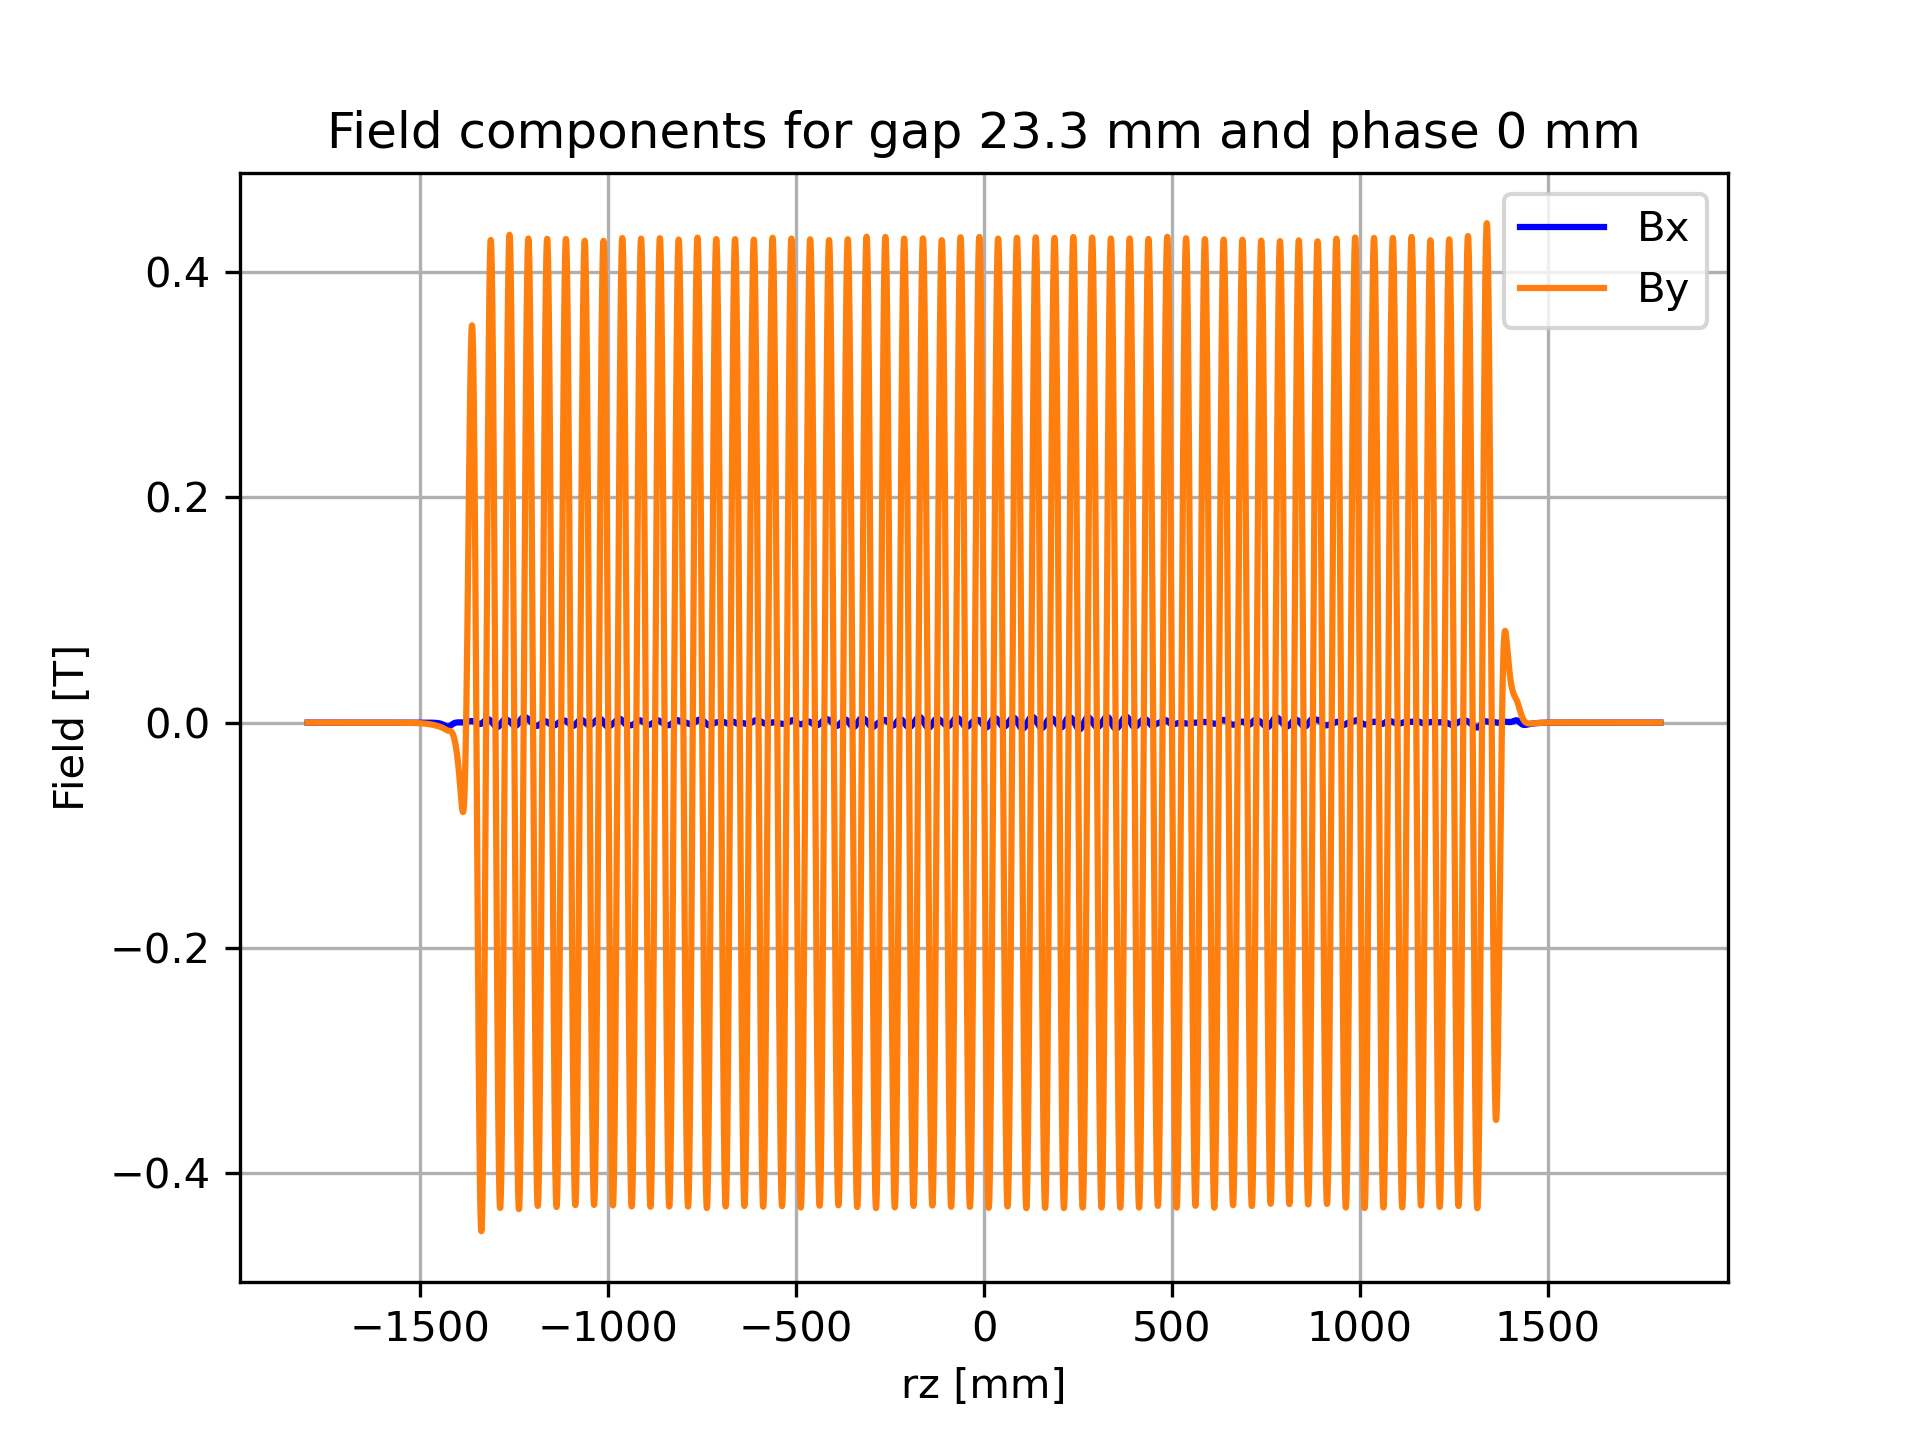 Field components for gap 23.3 mm and phase 0 mm
Bx
By
0.4
0.2
0.0
−0.2
−0.4
Field [T]
−1500 −1000 −500 0 500 1000 1500
rz [mm]